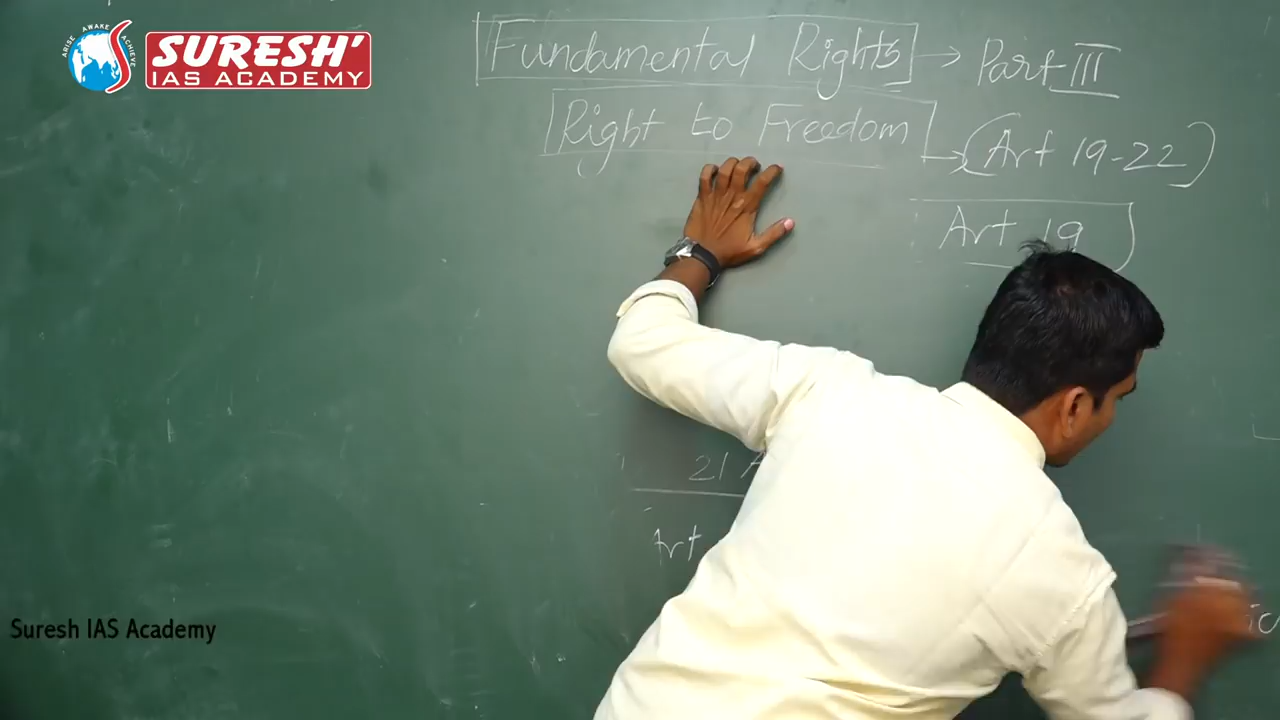 ARISE AWAKE ACHIEVE
SURESH'
IAS ACADEMY
Fundamental Rights → Part III
Right to Freedom → (Art 19-22)
Art 19
21 A
Art
Suresh IAS Academy